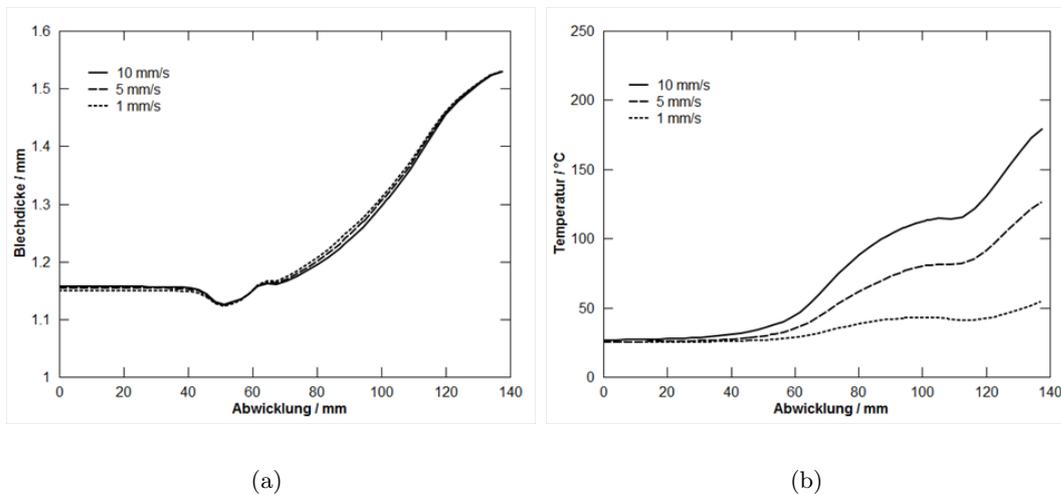 1.6
1.5
1.4
1.3
1.2
1.1
1
Blechdicke / mm
10 mm/s
5 mm/s
1 mm/s
0 20 40 60 80 100 120 140
Abwicklung / mm
(a)
250
200
150
100
50
0
Temperatur / °C
10 mm/s
5 mm/s
1 mm/s
0 20 40 60 80 100 120 140
Abwicklung / mm
(b)